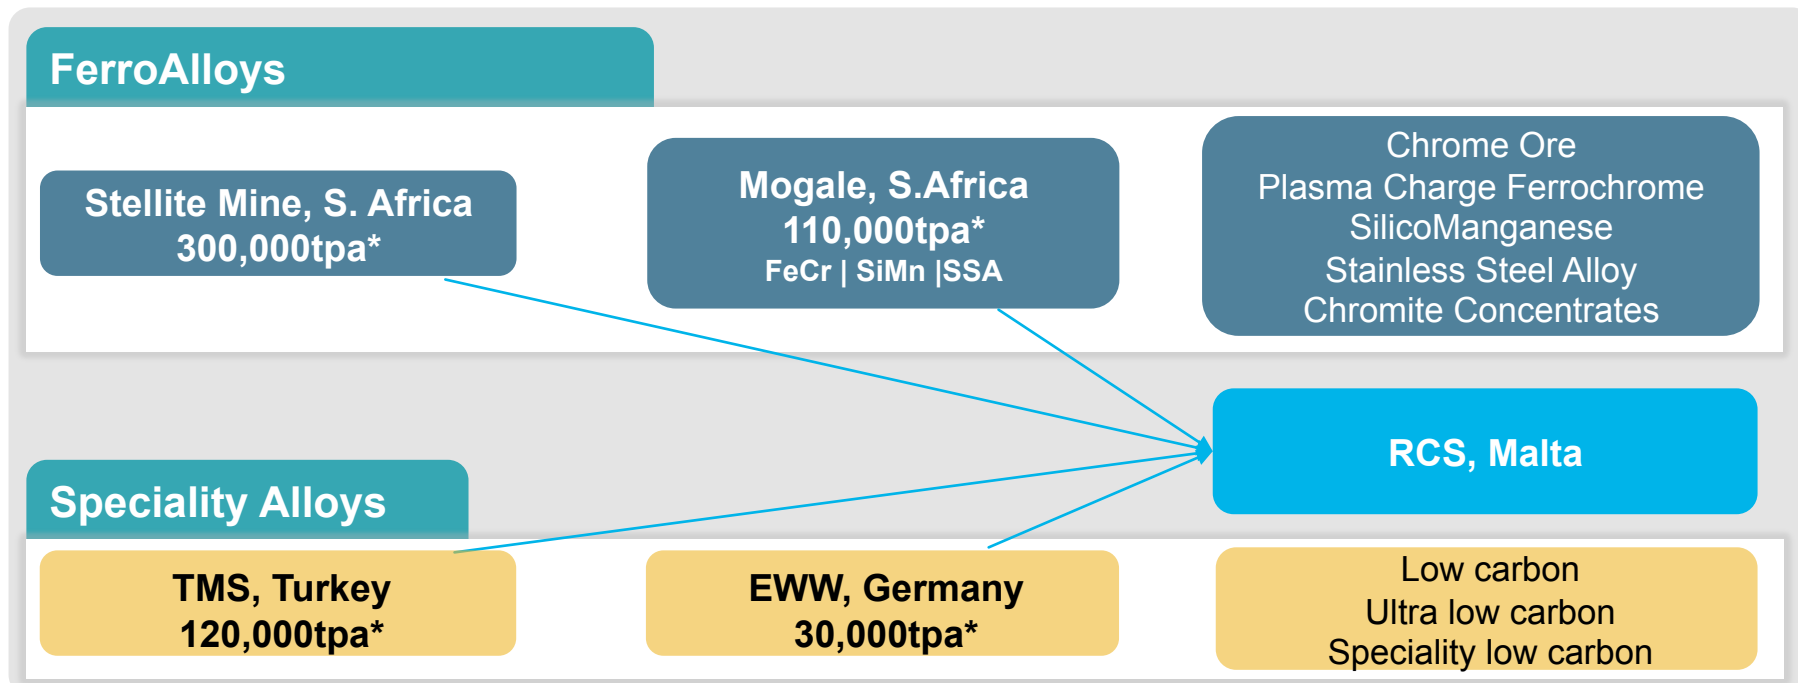 FerroAlloys
Stellite Mine, S. Africa
300,000tpa*
Mogale, S.Africa
110,000tpa*
FeCr | SiMn |SSA
Chrome Ore
Plasma Charge Ferrochrome
SilicoManganese
Stainless Steel Alloy
Chromite Concentrates
RCS, Malta
Speciality Alloys
TMS, Turkey
120,000tpa*
EWW, Germany
30,000tpa*
Low carbon
Ultra low carbon
Speciality low carbon